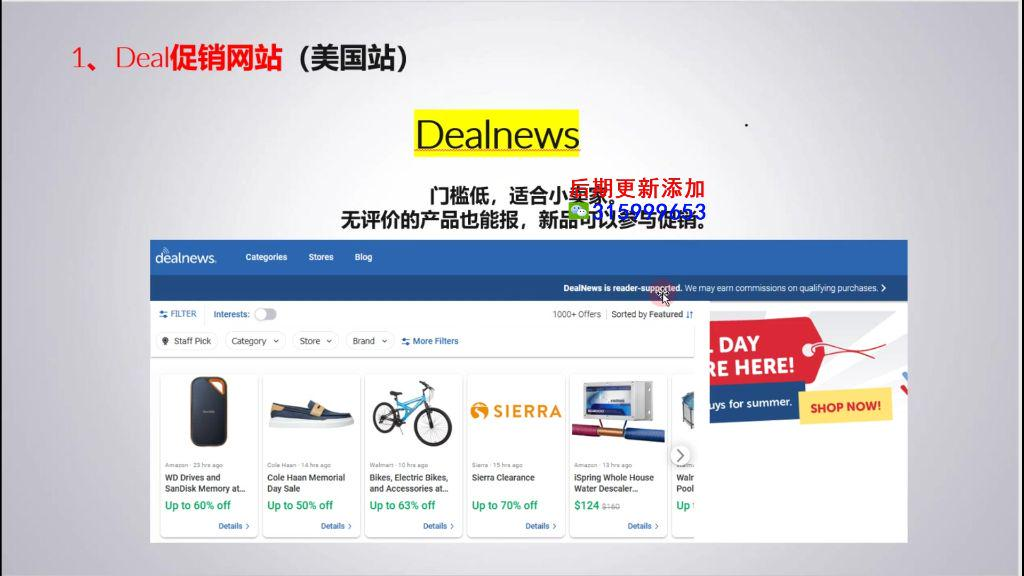 1、Deal促销网站（美国站）
Dealnews
门槛低，适合小卖家。
后期更新添加
315999653
无评价的产品也能报，新品可以参与促销。
dealnews. Categories Stores Blog
DealNews is reader-supported. We may earn commissions on qualifying purchases.
FILTER Interests: 1000+ Offers Sorted by Featured
Staff Pick Category Store Brand More Filters
DAY
RE HERE!
uys for summer.
SHOP NOW!
SIERRA
Amazon · 23 hrs ago
WD Drives and
SanDisk Memory at...
Up to 60% off
Details
Cole Haan · 14 hrs ago
Cole Haan Memorial
Day Sale
Up to 50% off
Details
Walmart · 10 hrs ago
Bikes, Electric Bikes,
and Accessories at...
Up to 63% off
Details
Sierra · 15 hrs ago
Sierra Clearance
Up to 70% off
Details
Amazon · 13 hrs ago
iSpring Whole House
Water Descaler...
$124 $160
Details
Walm
Walr
Pool
Up t